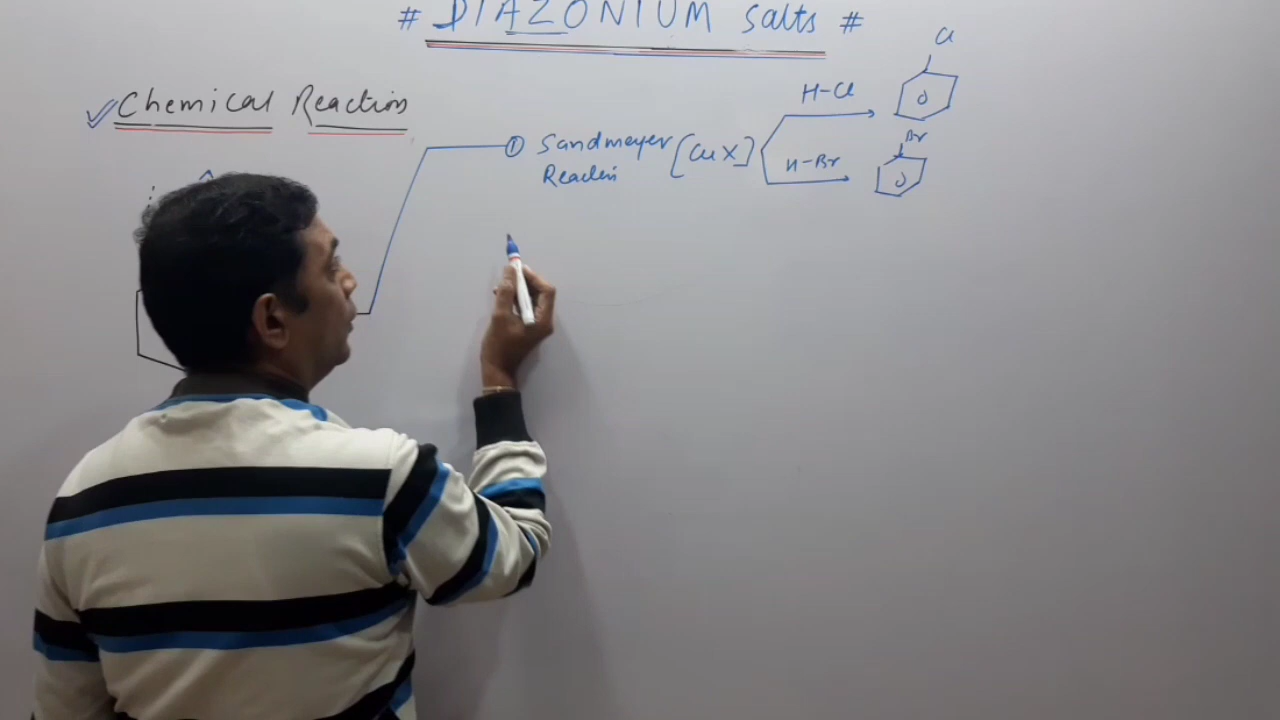 # DIAZONIUM Salts #
Chemical Reaction
① Sandmeyer [CuX]
Reaction
H-Cl
Cl
H-Br
Br